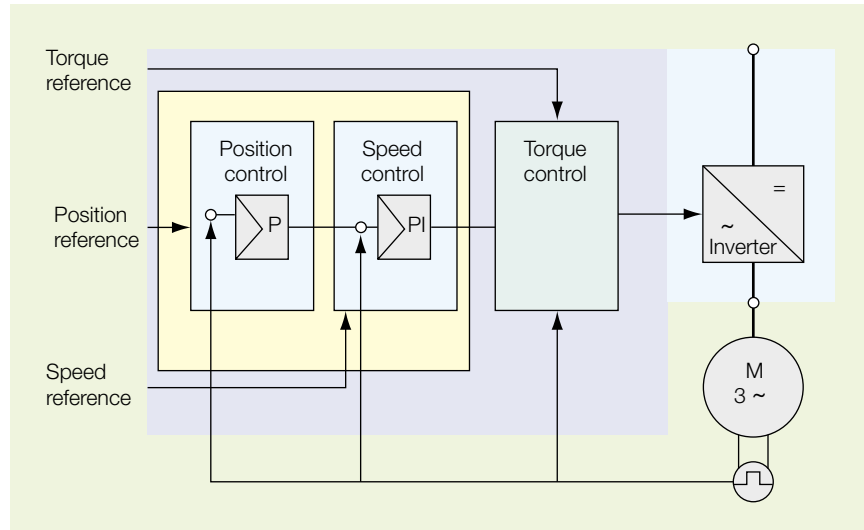 Torque
reference
Position
control
Speed
control
Torque
control
P
PI
=
~
Inverter
Position
reference
Speed
reference
M
3 ~